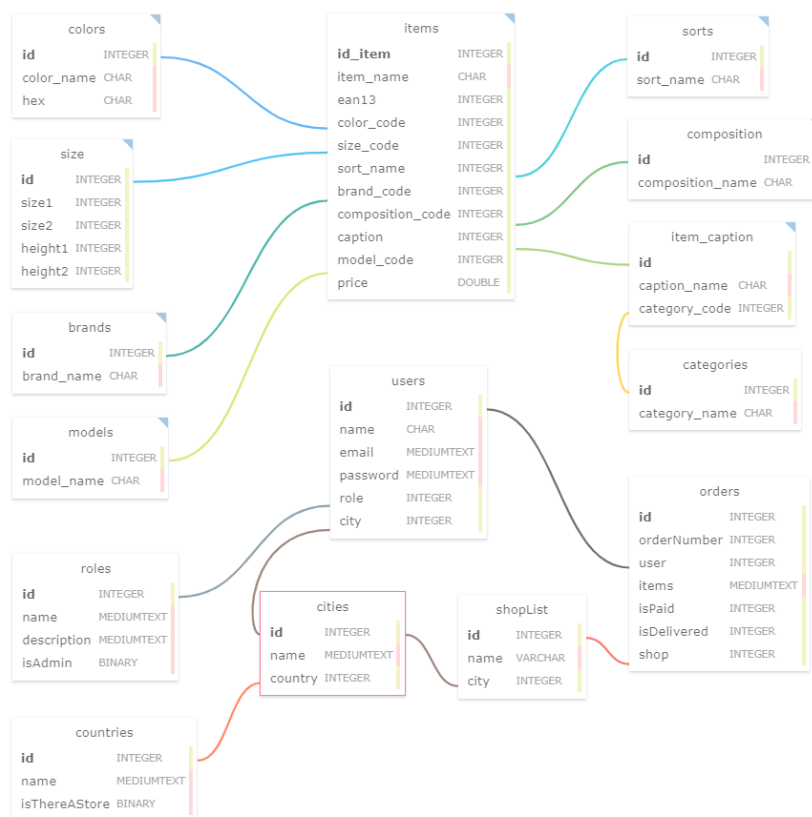 colors
id INTEGER
color_name CHAR
hex CHAR
size
id INTEGER
size1 INTEGER
size2 INTEGER
height1 INTEGER
height2 INTEGER
brands
id INTEGER
brand_name CHAR
models
id INTEGER
model_name CHAR
items
id_item INTEGER
item_name CHAR
ean13 INTEGER
color_code INTEGER
size_code INTEGER
sort_name INTEGER
brand_code INTEGER
composition_code INTEGER
caption INTEGER
model_code INTEGER
price DOUBLE
sorts
id INTEGER
sort_name CHAR
composition
id INTEGER
composition_name CHAR
item_caption
id
caption_name CHAR
category_code INTEGER
categories
id INTEGER
category_name CHAR
users
id INTEGER
name CHAR
email MEDIUMTEXT
password MEDIUMTEXT
role INTEGER
city INTEGER
orders
id INTEGER
orderNumber INTEGER
user INTEGER
items MEDIUMTEXT
isPaid INTEGER
isDelivered INTEGER
shop INTEGER
roles
id INTEGER
name MEDIUMTEXT
description MEDIUMTEXT
isAdmin BINARY
cities
id INTEGER
name MEDIUMTEXT
country INTEGER
shopList
id INTEGER
name VARCHAR
city INTEGER
countries
id INTEGER
name MEDIUMTEXT
isThereAStore BINARY